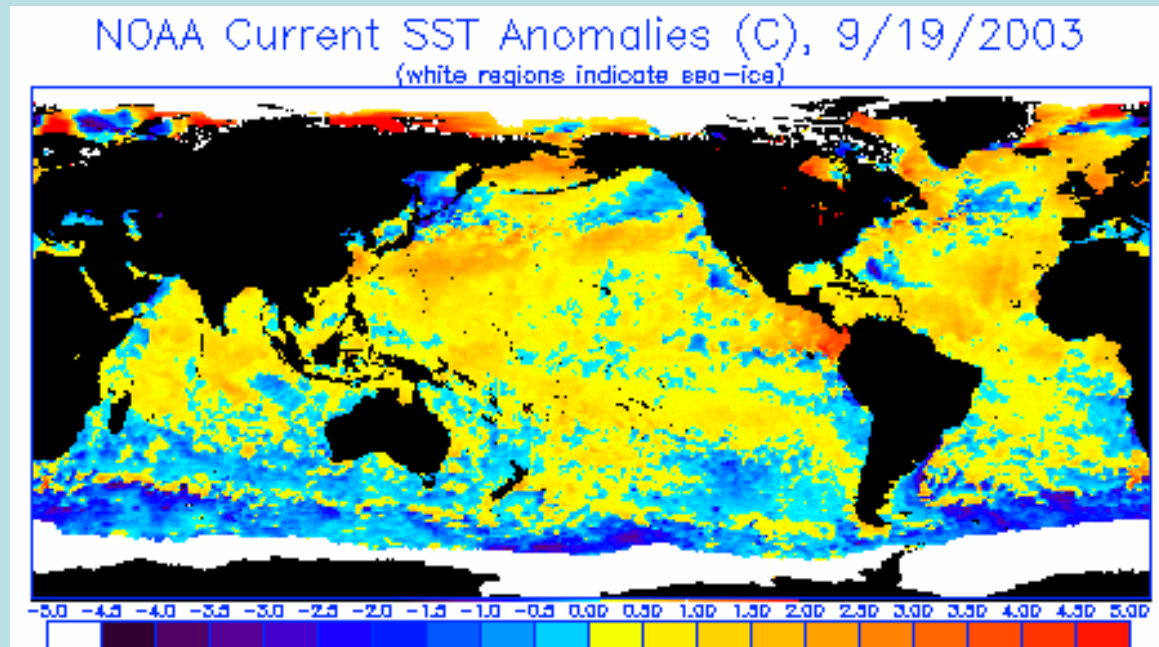 NOAA Current SST Anomalies (C), 9/19/2003
(white regions indicate sea-ice)
-5.0 -4.5 -4.0 -3.5 -3.0 -2.5 -2.0 -1.5 -1.0 -0.5 0.00 0.50 1.00 1.50 2.00 2.50 3.00 3.50 4.00 4.50 5.00